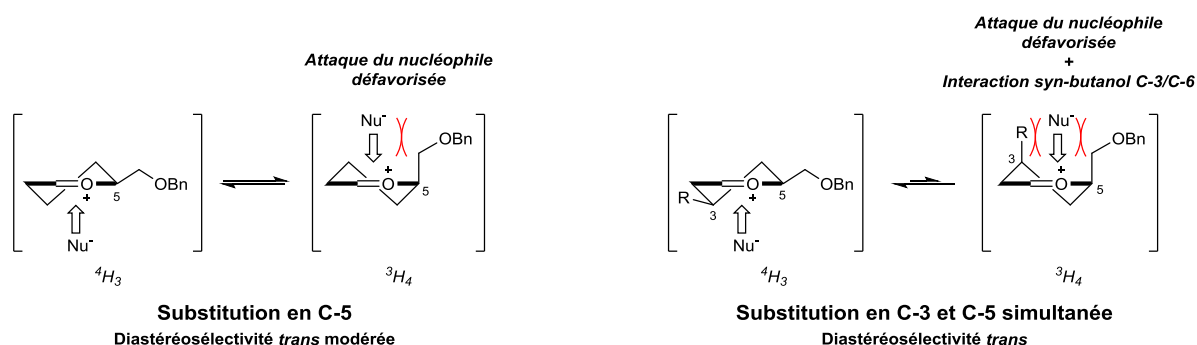 Attaque du nucléophile
défavorisée
Nu-
OBn
O
+
5
Nu-
OBn
O
+
5
4H3
3H4
Substitution en C-5
Diastéréosélectivité trans modérée
Attaque du nucléophile
défavorisée
+
Interaction syn-butanol C-3/C-6
R
Nu-
OBn
3
+
O
5
R
3
O
+
5
OBn
Nu-
4H3
3H4
Substitution en C-3 et C-5 simultanée
Diastéréosélectivité trans